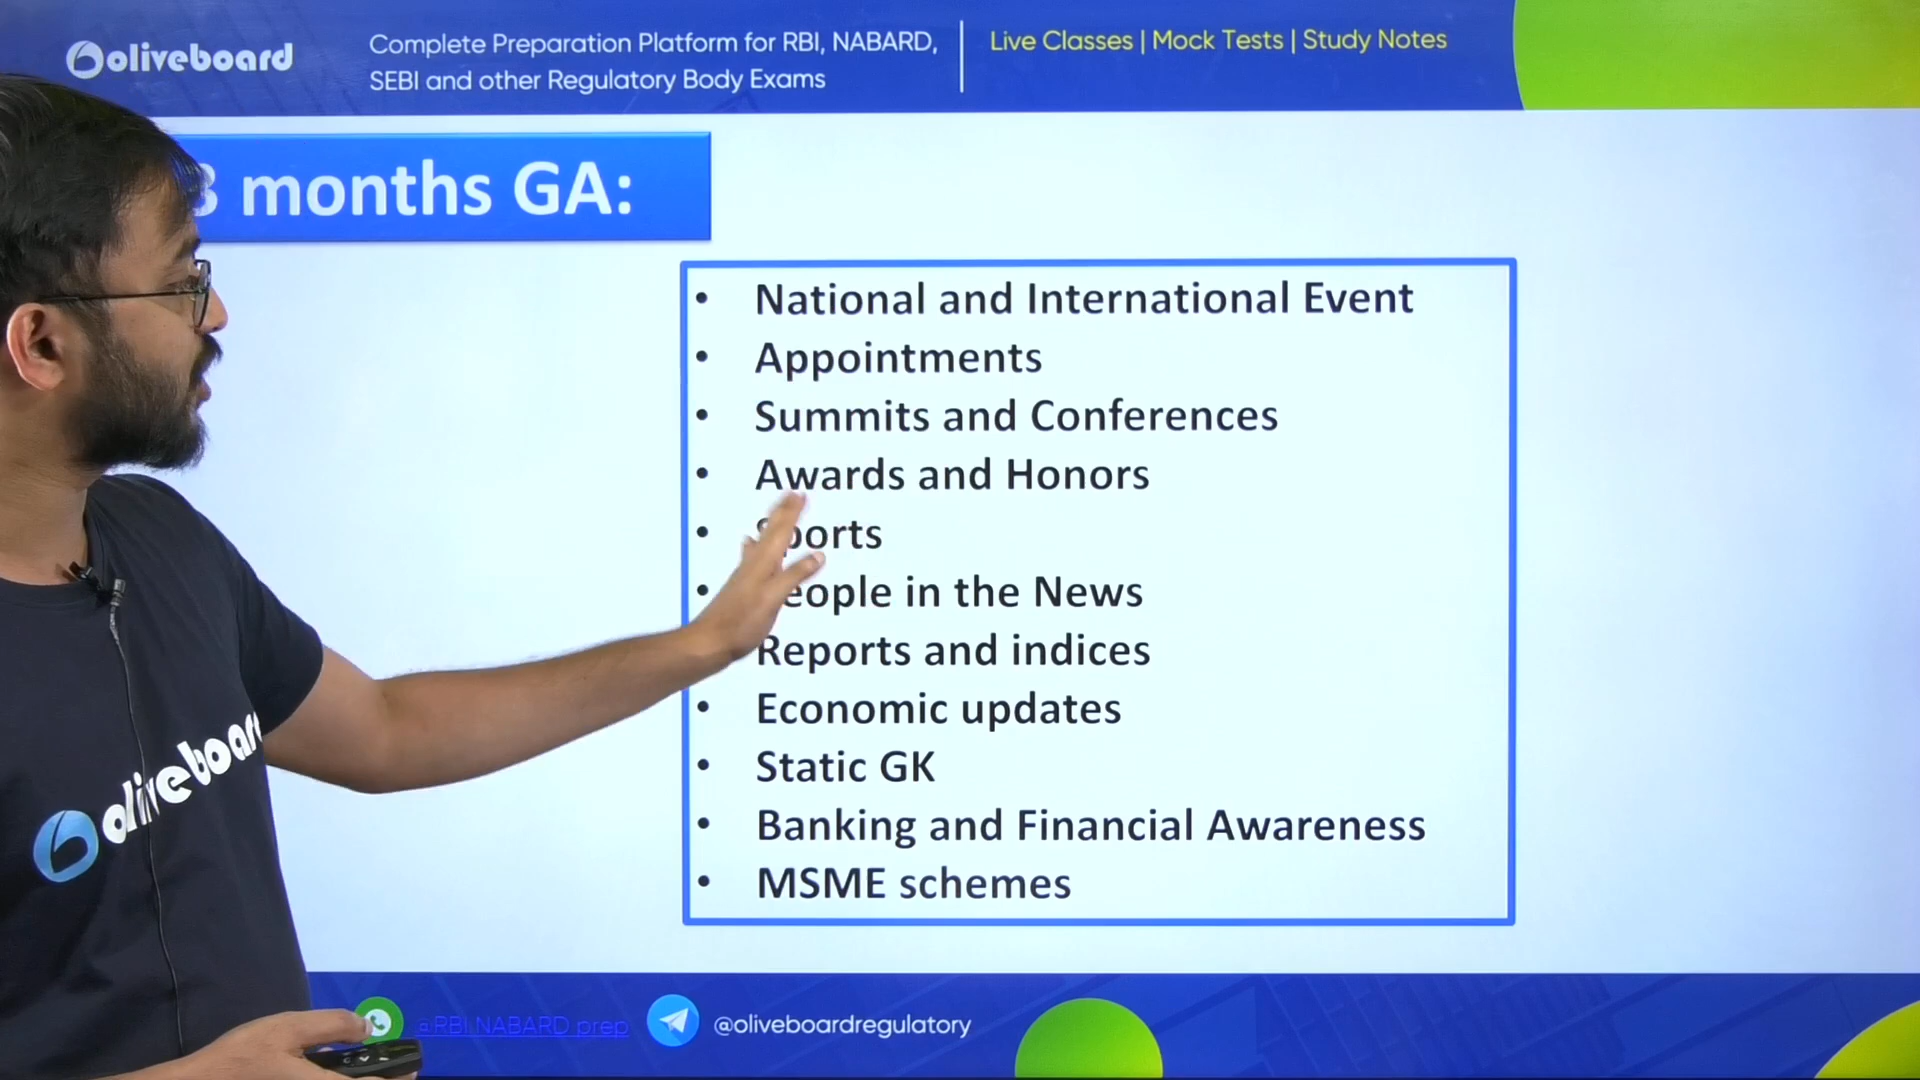 oliveboard
Complete Preparation Platform for RBI, NABARD,
SEBI and other Regulatory Body Exams
Live Classes | Mock Tests | Study Notes
3 months GA:
• National and International Event
• Appointments
• Summits and Conferences
• Awards and Honors
• Sports
• People in the News
Reports and indices
• Economic updates
• Static GK
• Banking and Financial Awareness
• MSME schemes
oliveboar
@RBI.NABARD prep
@oliveboardregulatory